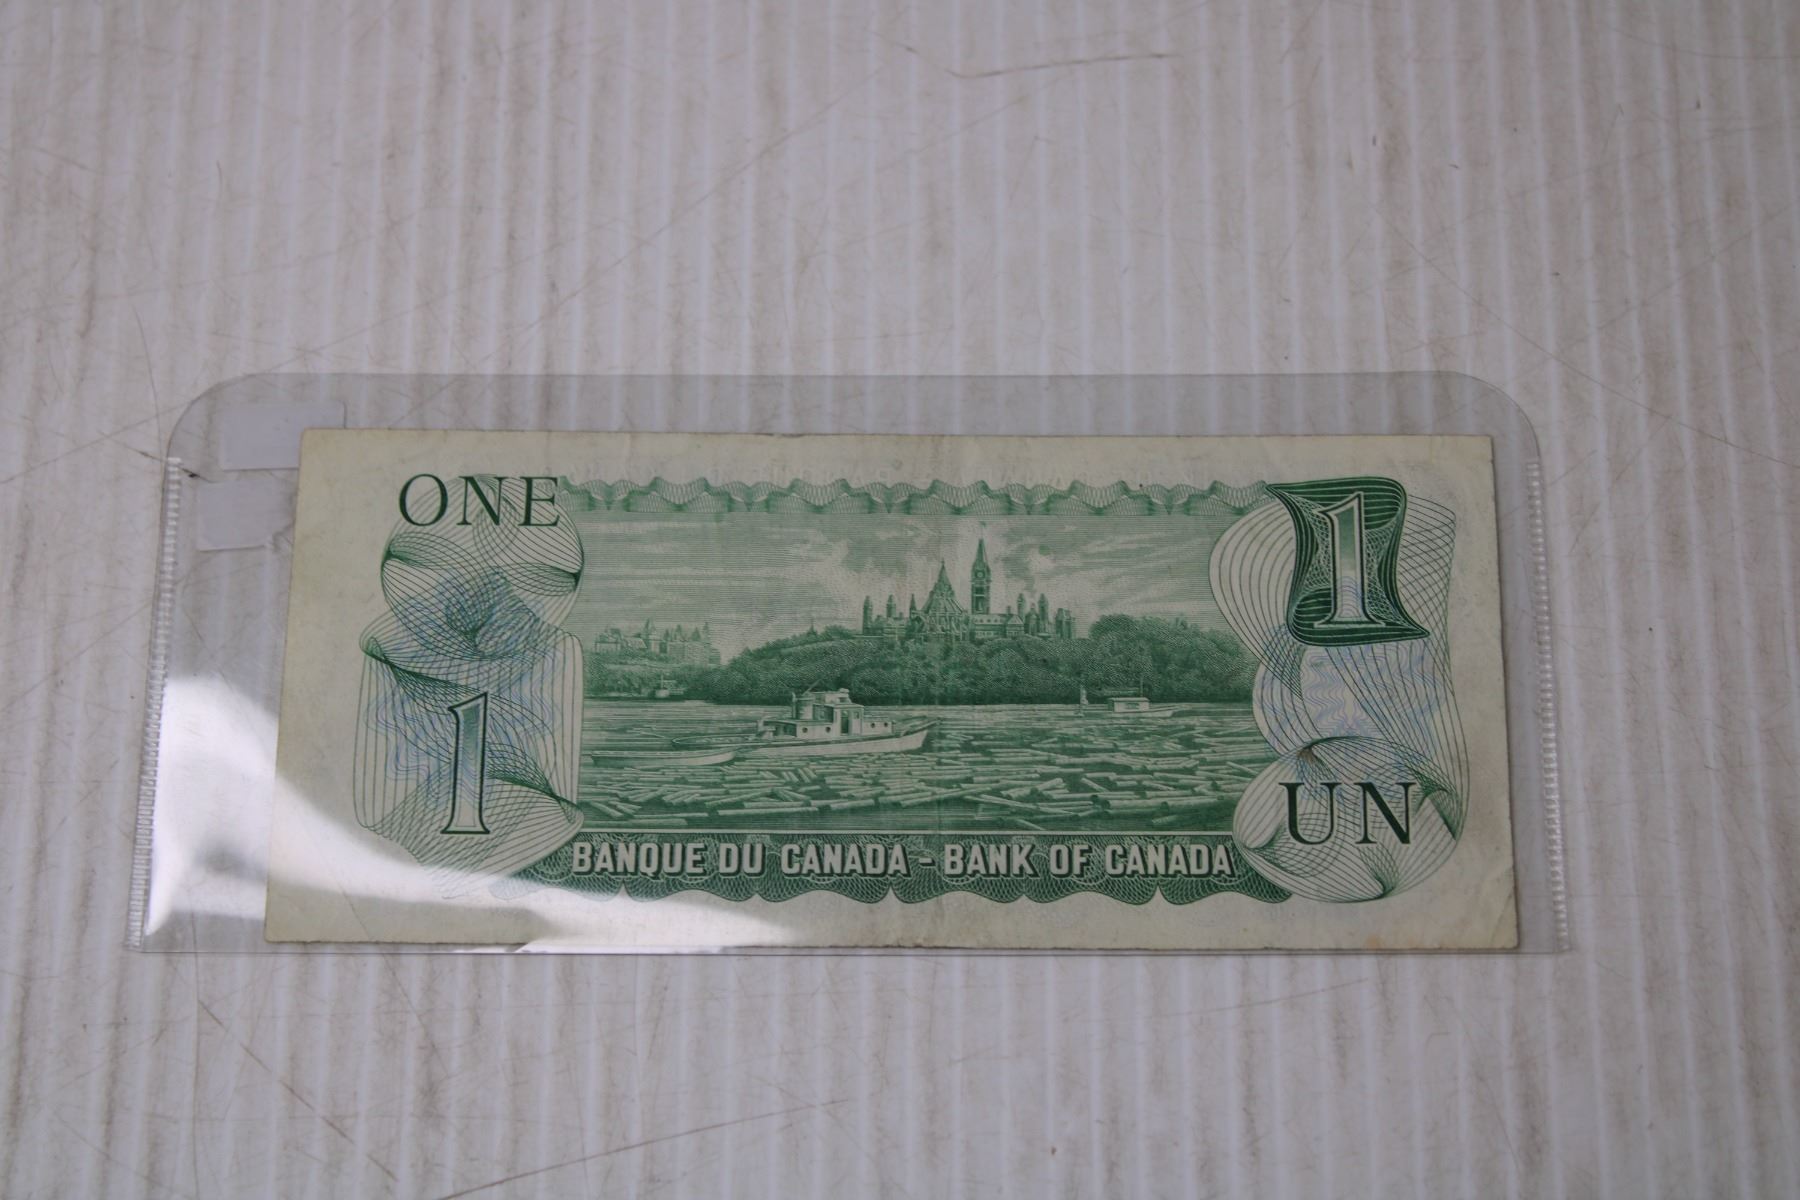 ONE
1
1
UN
BANQUE DU CANADA - BANK OF CANADA